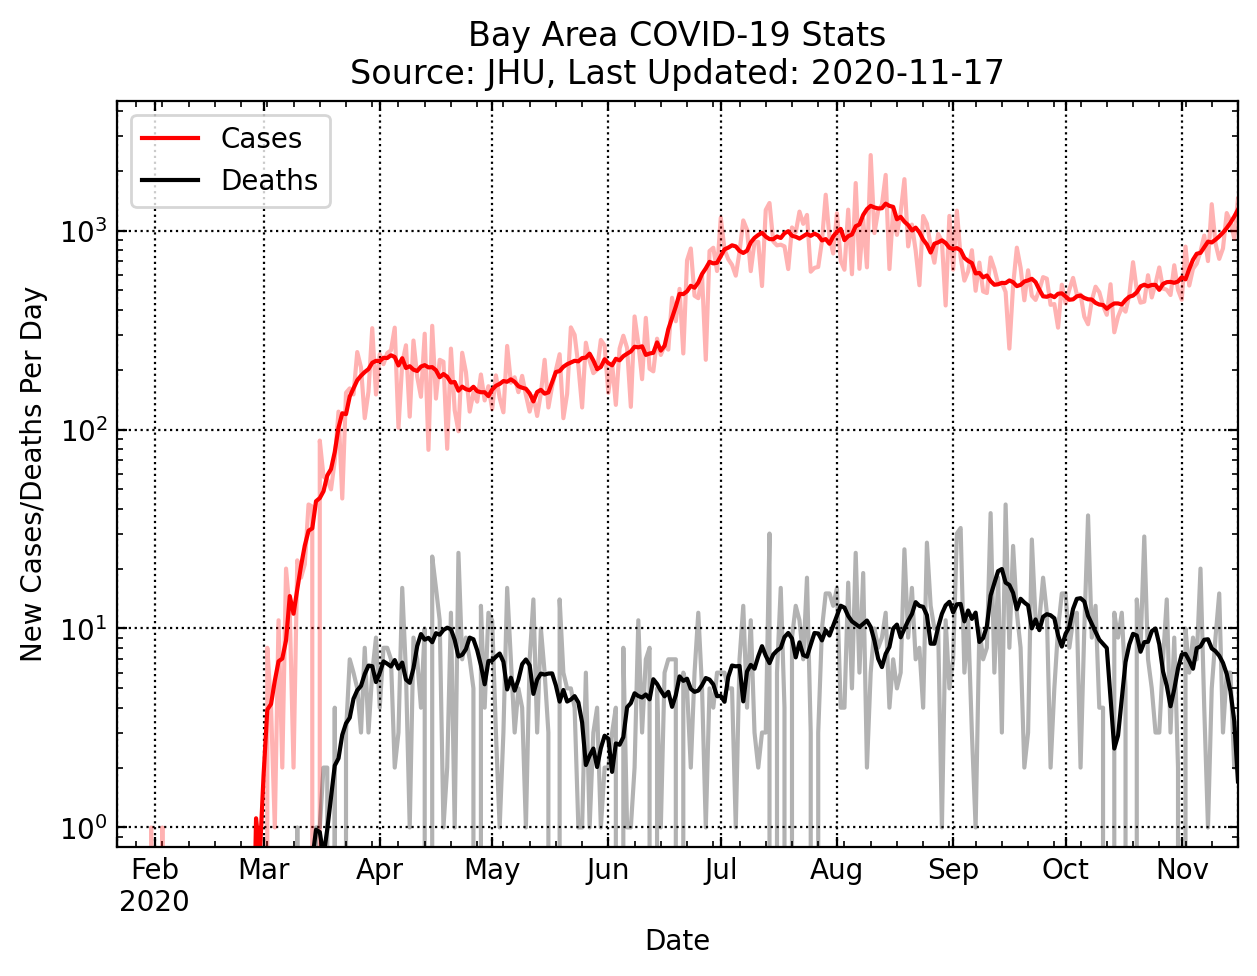 Bay Area COVID-19 Stats
Source: JHU, Last Updated: 2020-11-17
Cases
Deaths
New Cases/Deaths Per Day
10³
10²
10¹
10⁰
Feb Mar Apr May Jun Jul Aug Sep Oct Nov
2020
Date